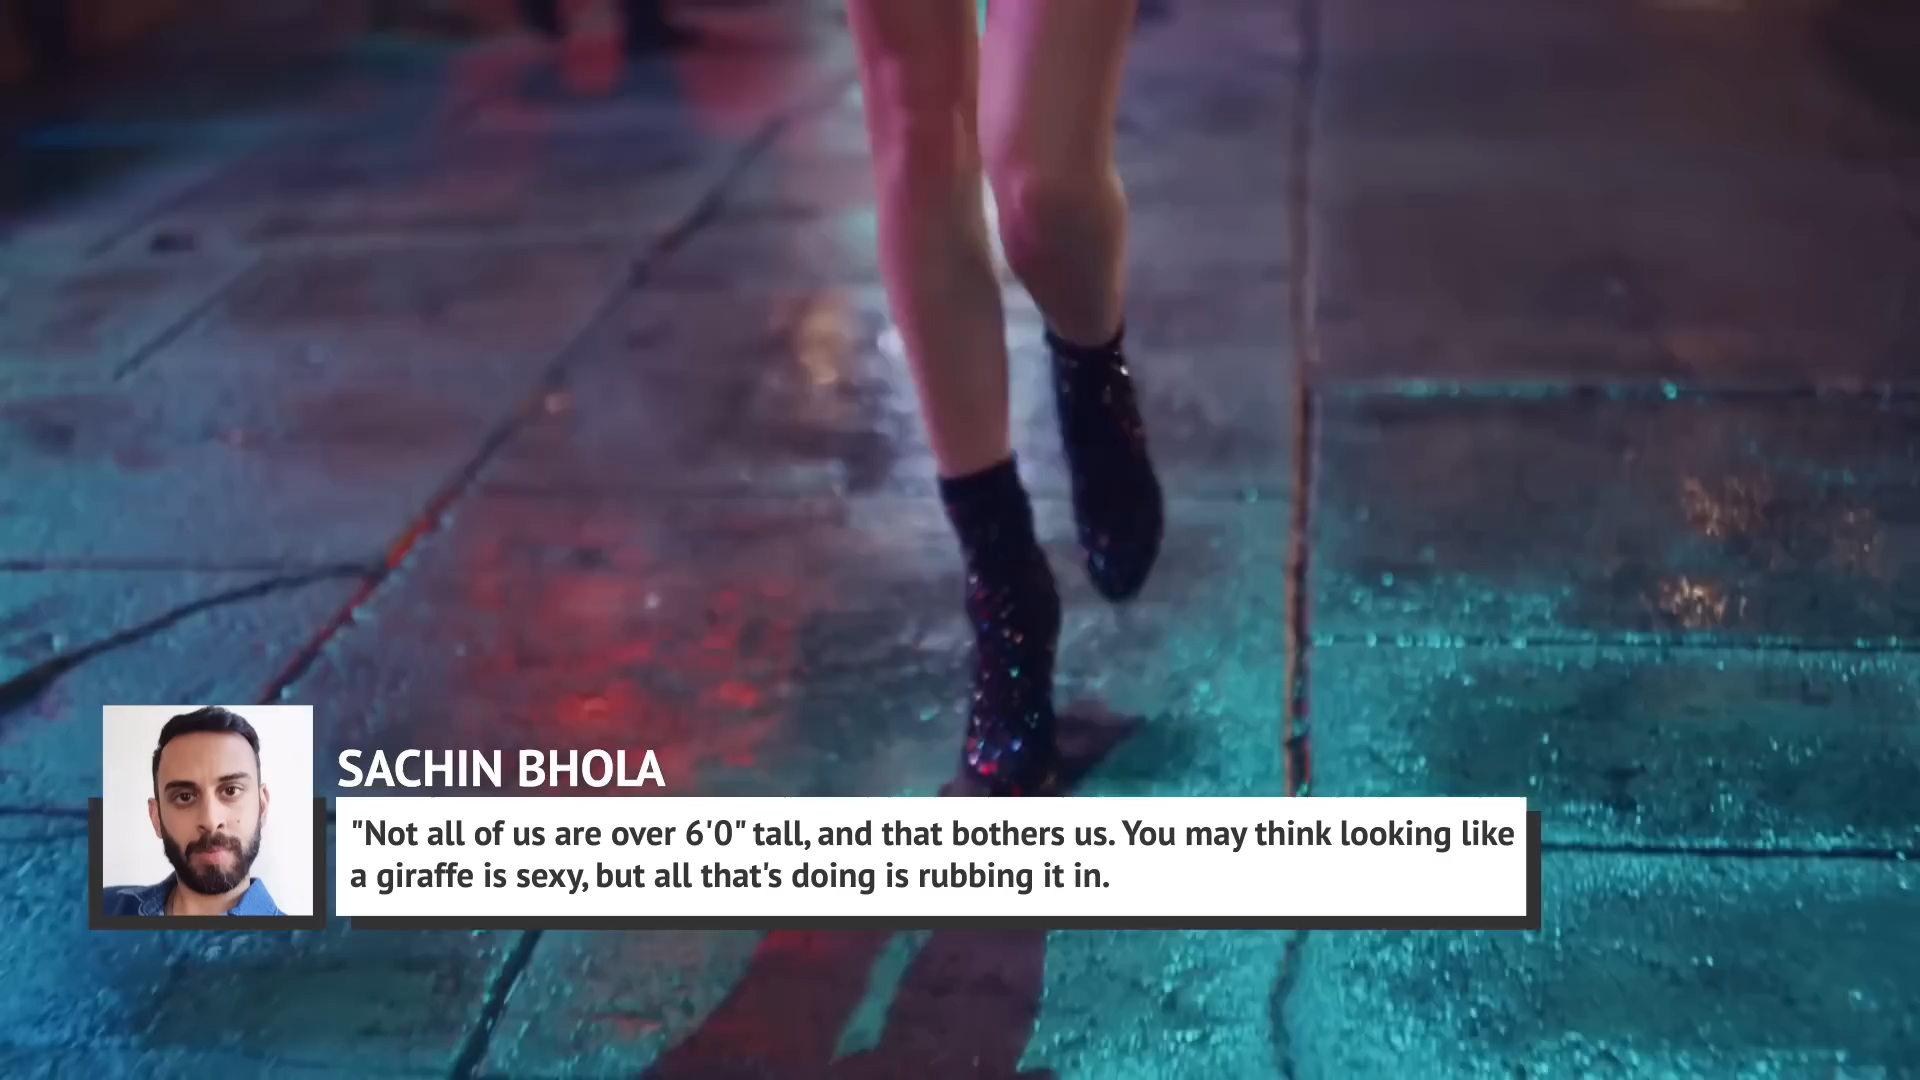 SACHIN BHOLA
"Not all of us are over 6'0" tall, and that bothers us. You may think looking like
a giraffe is sexy, but all that's doing is rubbing it in.